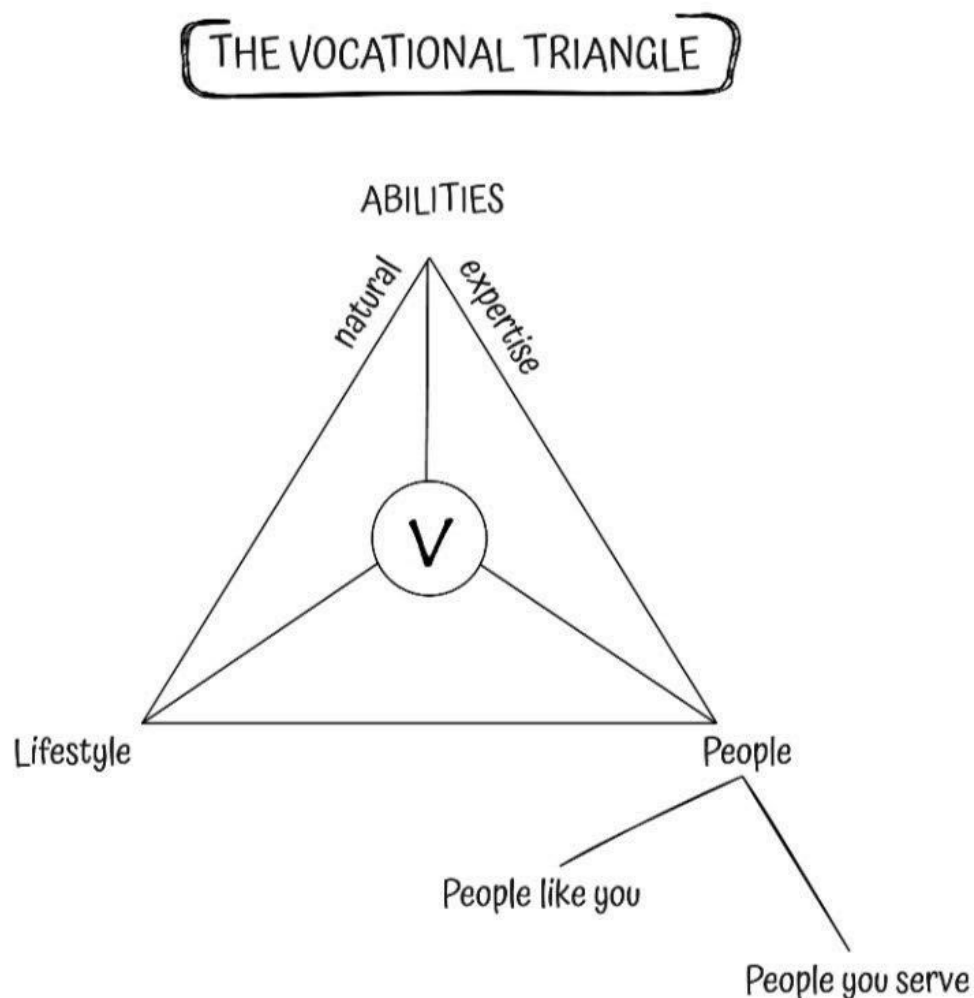 THE VOCATIONAL TRIANGLE
ABILITIES
natural
expertise
V
Lifestyle
People
People like you
People you serve